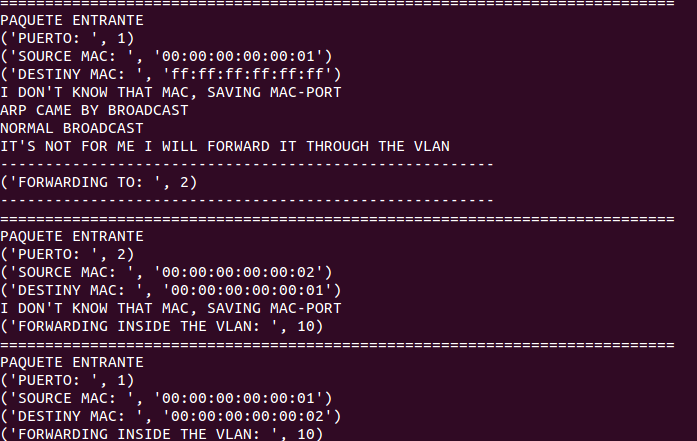 ===========================================================================
PAQUETE ENTRANTE
('PUERTO: ', 1)
('SOURCE MAC: ', '00:00:00:00:00:01')
('DESTINY MAC: ', 'ff:ff:ff:ff:ff:ff')
I DON'T KNOW THAT MAC, SAVING MAC-PORT
ARP CAME BY BROADCAST
NORMAL BROADCAST
IT'S NOT FOR ME I WILL FORWARD IT THROUGH THE VLAN
-------------------------------------------------------
('FORWARDING TO: ', 2)
-------------------------------------------------------
===========================================================================
PAQUETE ENTRANTE
('PUERTO: ', 2)
('SOURCE MAC: ', '00:00:00:00:00:02')
('DESTINY MAC: ', '00:00:00:00:00:01')
I DON'T KNOW THAT MAC, SAVING MAC-PORT
('FORWARDING INSIDE THE VLAN: ', 10)
===========================================================================
PAQUETE ENTRANTE
('PUERTO: ', 1)
('SOURCE MAC: ', '00:00:00:00:00:01')
('DESTINY MAC: ', '00:00:00:00:00:02')
('FORWARDING INSIDE THE VLAN: ', 10)